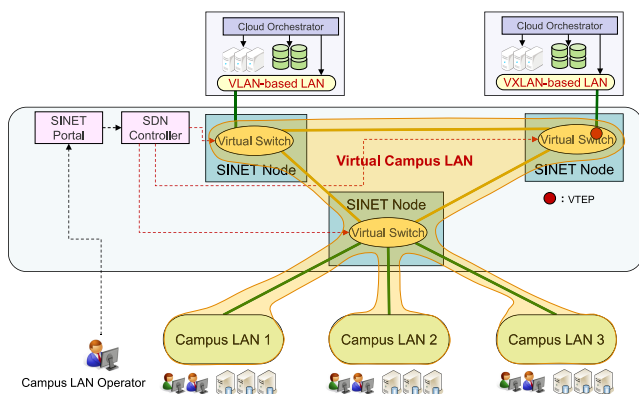 Cloud Orchestrator
Cloud Orchestrator
VLAN-based LAN
VXLAN-based LAN
SINET
Portal
SDN
Controller
Virtual Switch
Virtual Switch
SINET Node
Virtual Campus LAN
SINET Node
SINET Node
: VTEP
Virtual Switch
Campus LAN 1
Campus LAN 2
Campus LAN 3
Campus LAN Operator